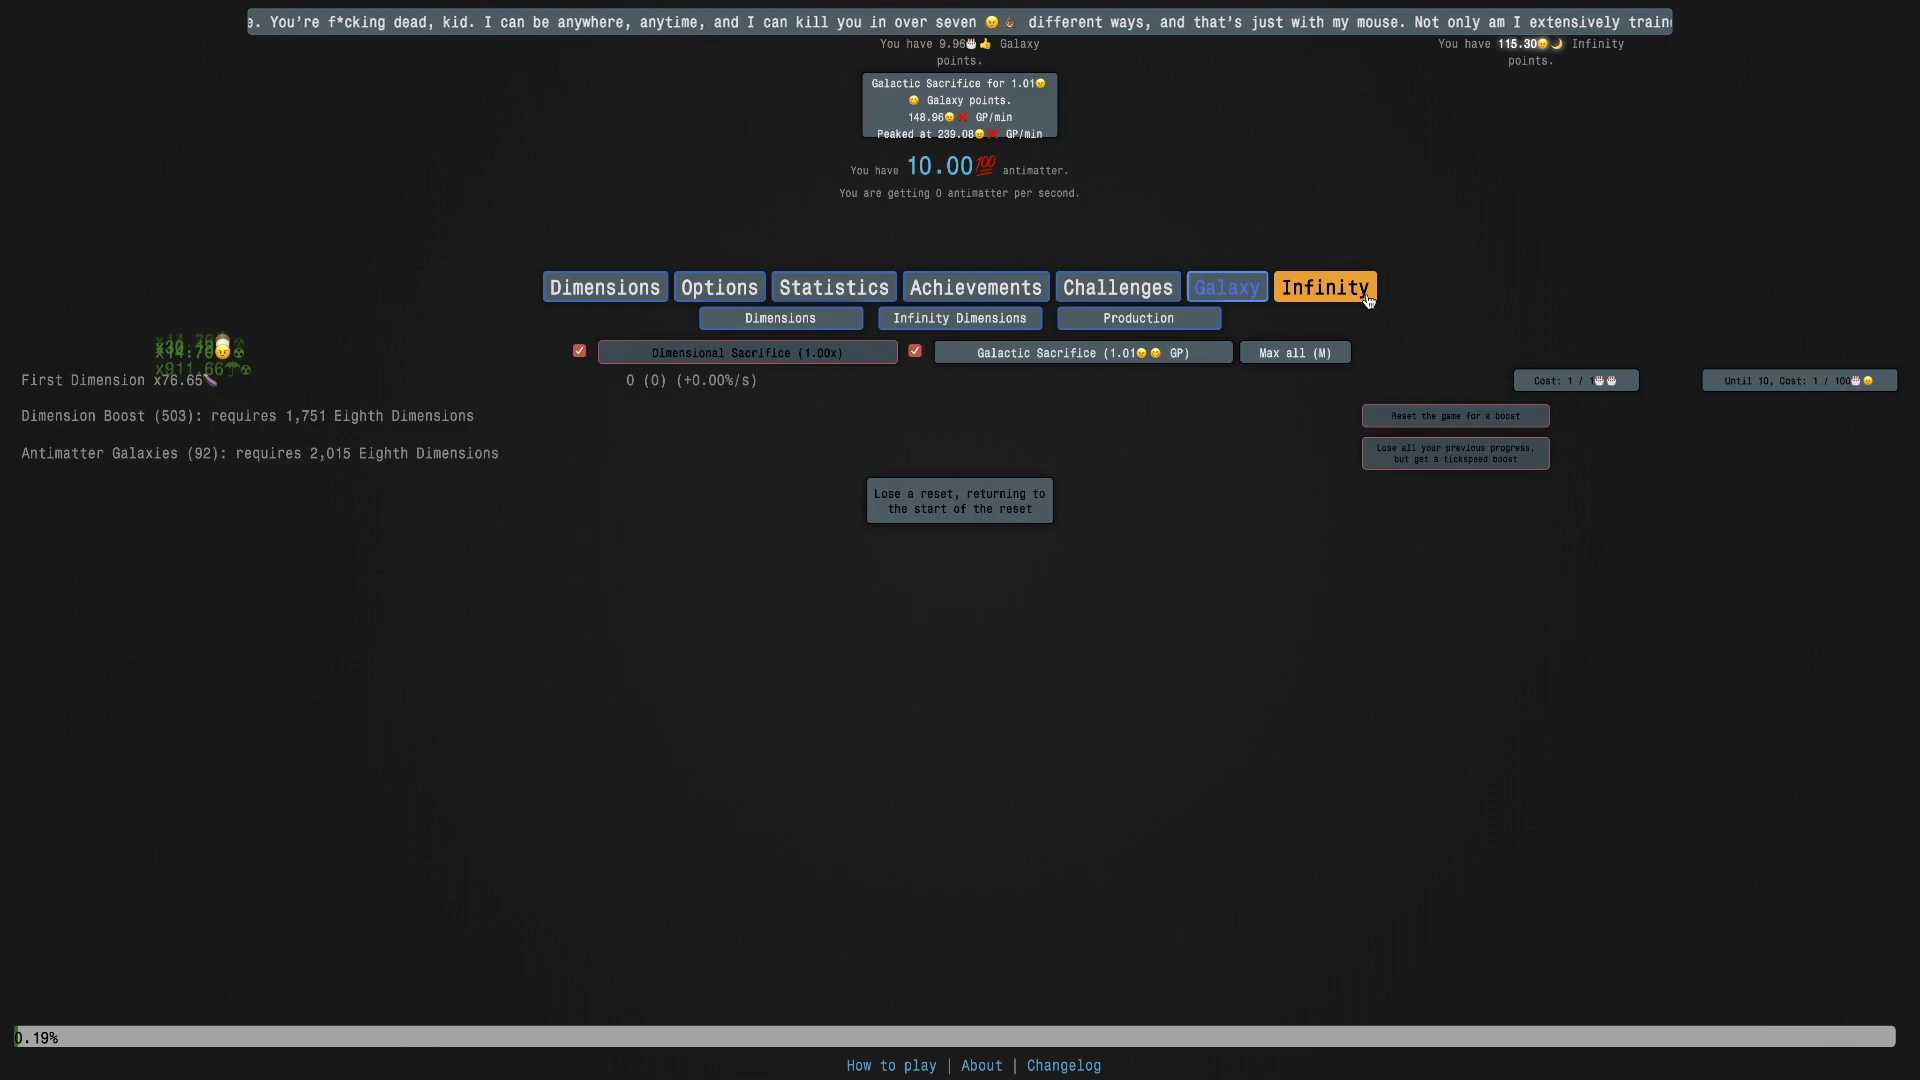 . You're f*cking dead, kid. I can be anywhere, anytime, and I can kill you in over seven 😠💩 different ways, and that's just with my mouse. Not only am I extensively train
You have 9.96🎂👍 Galaxy
points.
You have 115.30😠🌙 Infinity
points.
Galactic Sacrifice for 1.01😠
😋 Galaxy points.
148.96😠❌ GP/min
Peaked at 239.08😠❌ GP/min
You have 10.00💯 antimatter.
You are getting 0 antimatter per second.
Dimensions Options Statistics Achievements Challenges Galaxy Infinity
Dimensions Infinity Dimensions Production
Dimensional Sacrifice (1.00x) Galactic Sacrifice (1.01😠😋 GP) Max all (M)
x14.76😠☢
x911.66☂☢
First Dimension x76.65🍆 0 (0) (+0.00%/s) Cost: 1 / 1🎂🎂 Until 10, Cost: 1 / 100🎂😠
Dimension Boost (503): requires 1,751 Eighth Dimensions Reset the game for a boost
Antimatter Galaxies (92): requires 2,015 Eighth Dimensions Lose all your previous progress,
but get a tickspeed boost
Lose a reset, returning to
the start of the reset
0.19%
How to play | About | Changelog